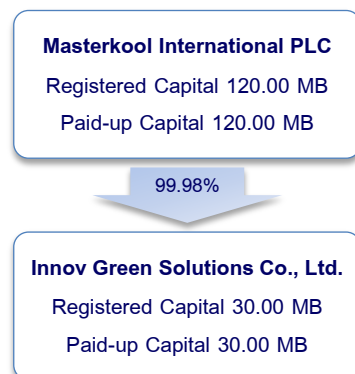 Masterkool International PLC
Registered Capital 120.00 MB
Paid-up Capital 120.00 MB
99.98%
Innov Green Solutions Co., Ltd.
Registered Capital 30.00 MB
Paid-up Capital 30.00 MB